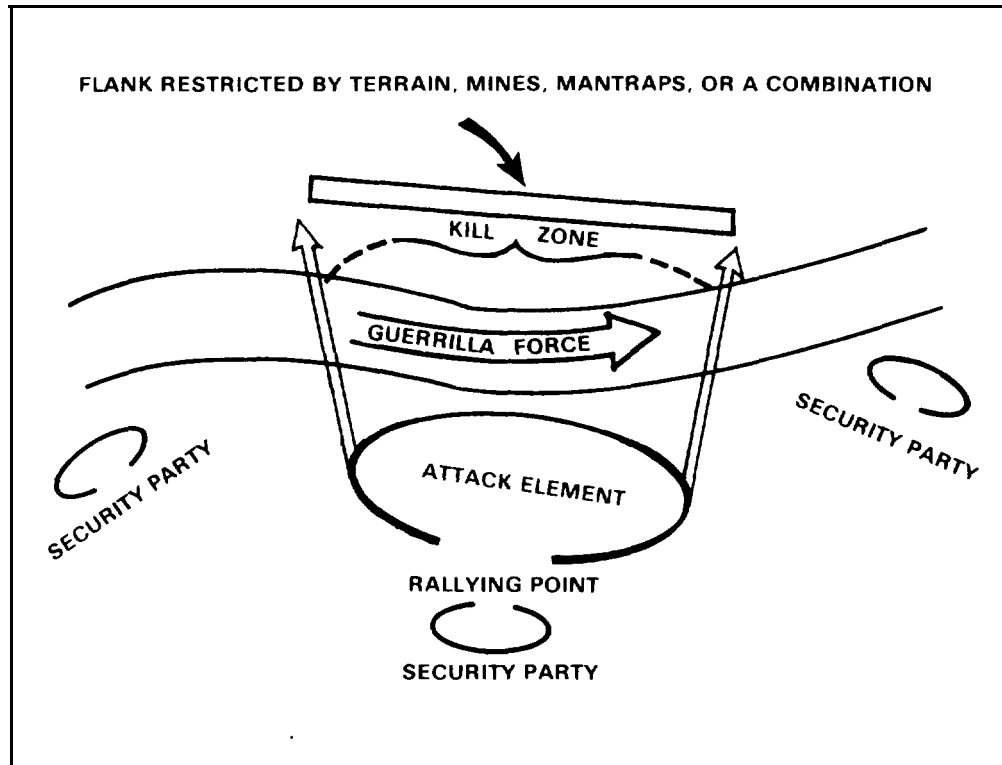 FLANK RESTRICTED BY TERRAIN, MINES, MANTRAPS, OR A COMBINATION
KILL ZONE
GUERRILLA FORCE
SECURITY PARTY
ATTACK ELEMENT
SECURITY PARTY
RALLYING POINT
SECURITY PARTY